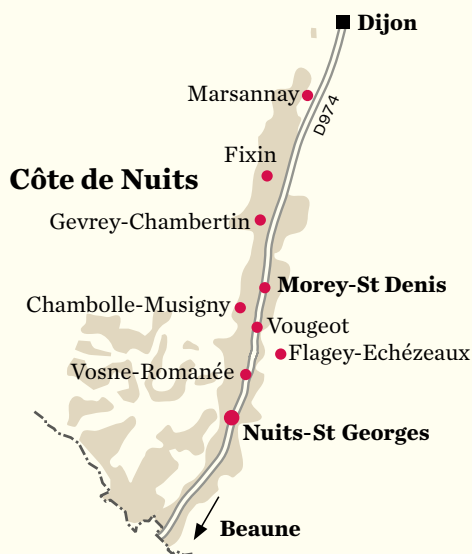 Dijon
Marsannay
D974
Fixin
Côte de Nuits
Gevrey-Chambertin
Morey-St Denis
Chambolle-Musigny
Vougeot
Flagey-Echézeaux
Vosne-Romanée
Nuits-St Georges
Beaune